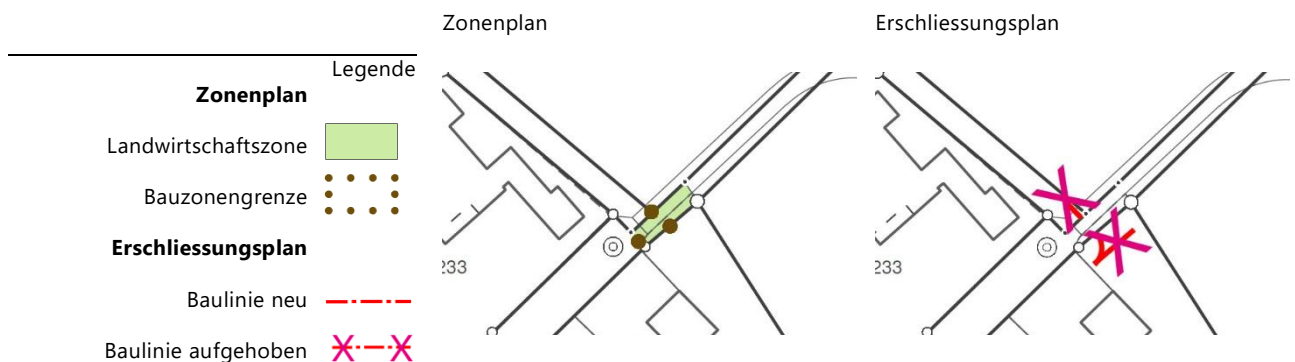 Zonenplan
Erschliessungsplan
Legende
Zonenplan
Landwirtschaftszone
Bauzonengrenze
Erschliessungsplan
Baulinie neu
Baulinie aufgehoben
233
233